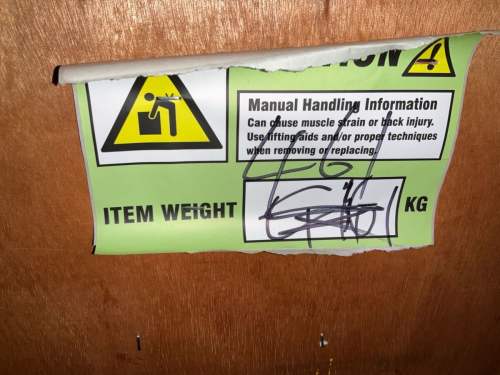 Manual Handling Information
Can cause muscle strain or back injury.
Use lifting aids and/or proper techniques
when removing or replacing.
461
ITEM WEIGHT KG